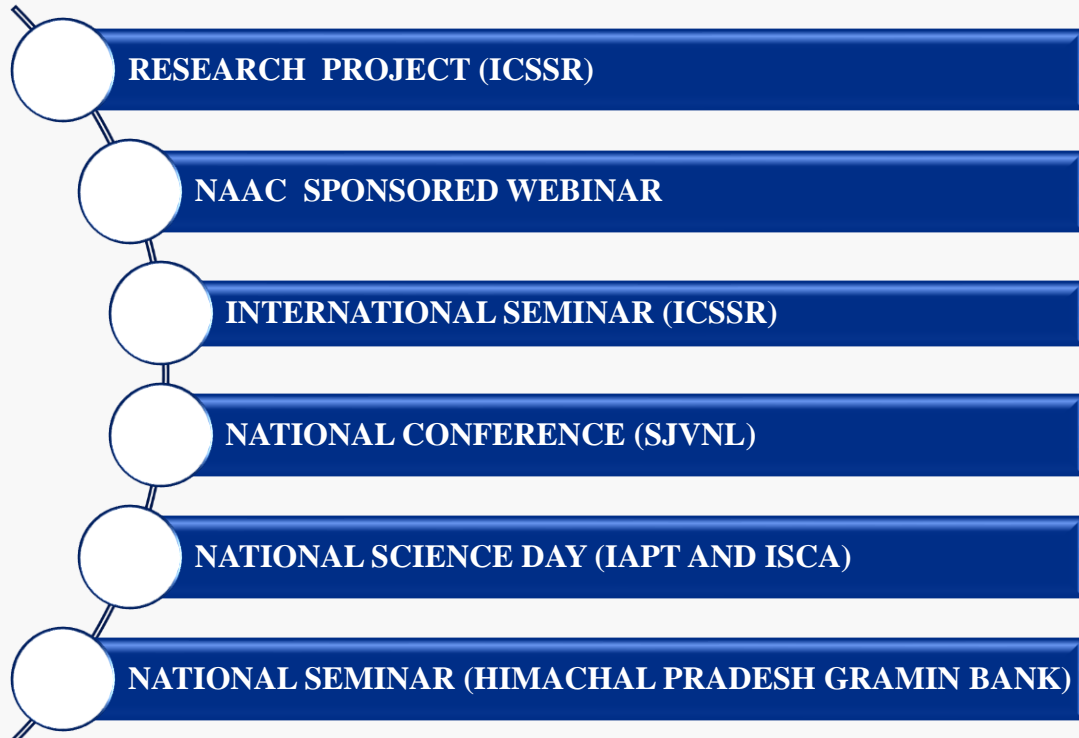 RESEARCH PROJECT (ICSSR)
NAAC SPONSORED WEBINAR
INTERNATIONAL SEMINAR (ICSSR)
NATIONAL CONFERENCE (SJVNL)
NATIONAL SCIENCE DAY (IAPT AND ISCA)
NATIONAL SEMINAR (HIMACHAL PRADESH GRAMIN BANK)